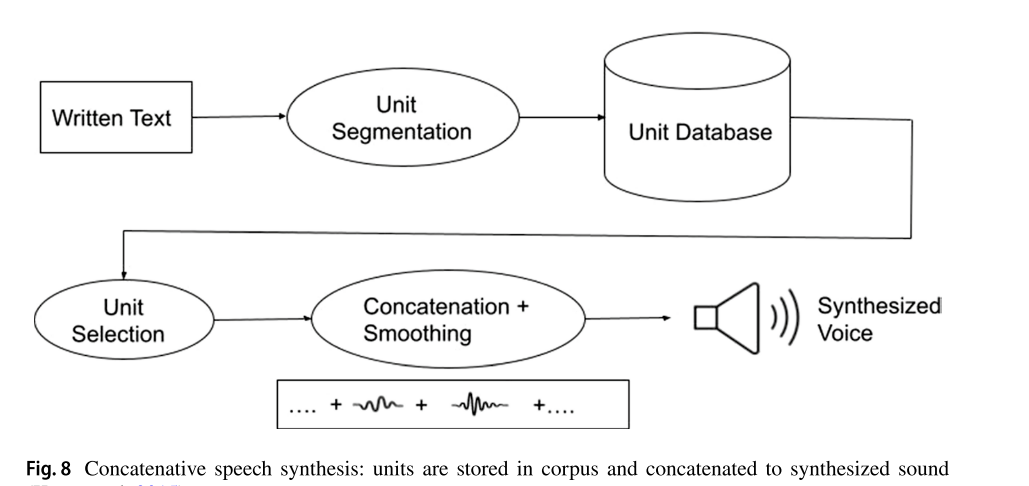 Written Text
Unit
Segmentation
Unit Database
Unit
Selection
Concatenation +
Smoothing
Synthesized
Voice
.... + + +....
Fig. 8 Concatenative speech synthesis: units are stored in corpus and concatenated to synthesized sound